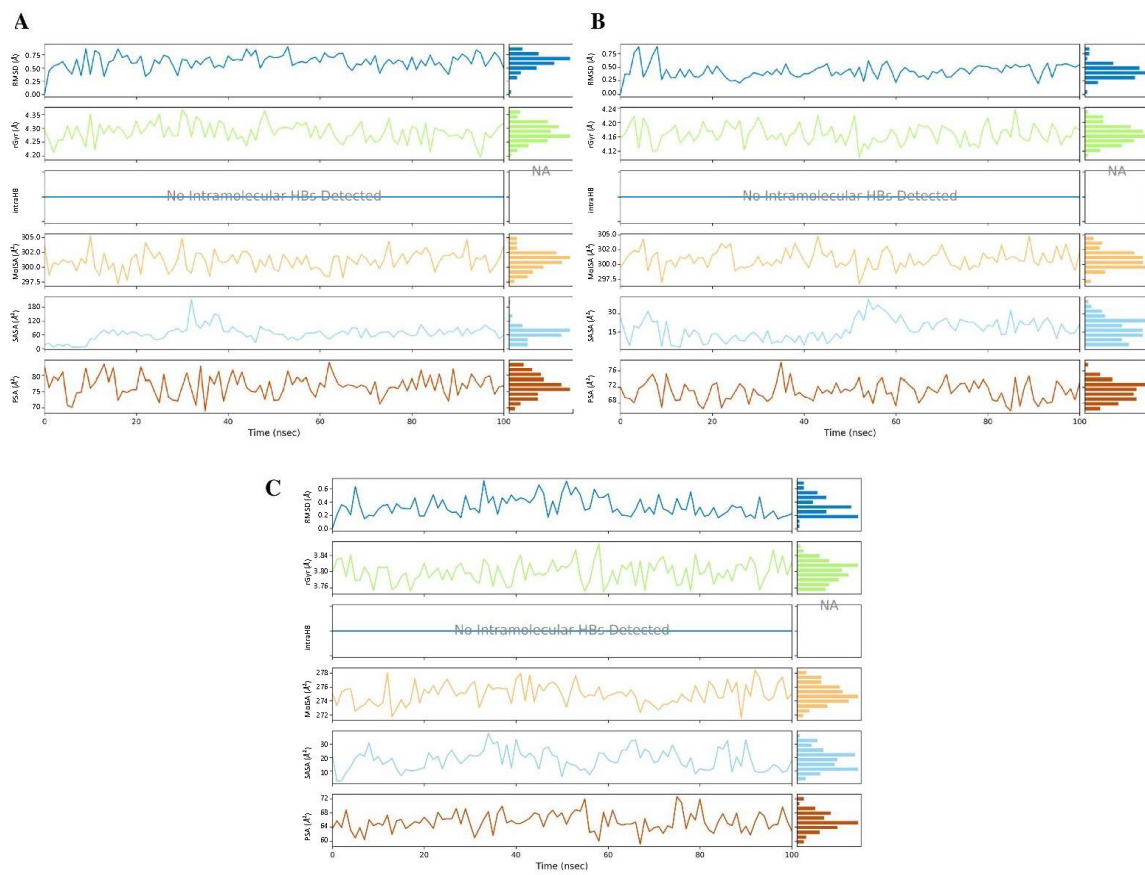 A
RMSD (Å)
0.75
0.50
0.25
0.00
rGyr (Å)
4.35
4.30
4.25
4.20
intraHB
No Intramolecular HBs Detected
NA
MolSA (Å²)
305.0
302.5
300.0
297.5
SASA (Å²)
180
120
60
0
PSA (Å²)
80
75
70
0
20
40
60
80
100
Time (nsec)
B
RMSD (Å)
0.75
0.50
0.25
0.00
rGyr (Å)
4.24
4.20
4.16
4.12
intraHB
No Intramolecular HBs Detected
NA
MolSA (Å²)
305.0
302.5
300.0
297.5
SASA (Å²)
30
15
PSA (Å²)
76
72
68
0
20
40
60
80
100
Time (nsec)
C
RMSD (Å)
0.6
0.4
0.2
0.0
rGyr (Å)
3.84
3.80
3.76
intraHB
No Intramolecular HBs Detected
NA
MolSA (Å²)
278
276
274
272
SASA (Å²)
30
20
10
PSA (Å²)
72
68
64
60
0
20
40
60
80
100
Time (nsec)